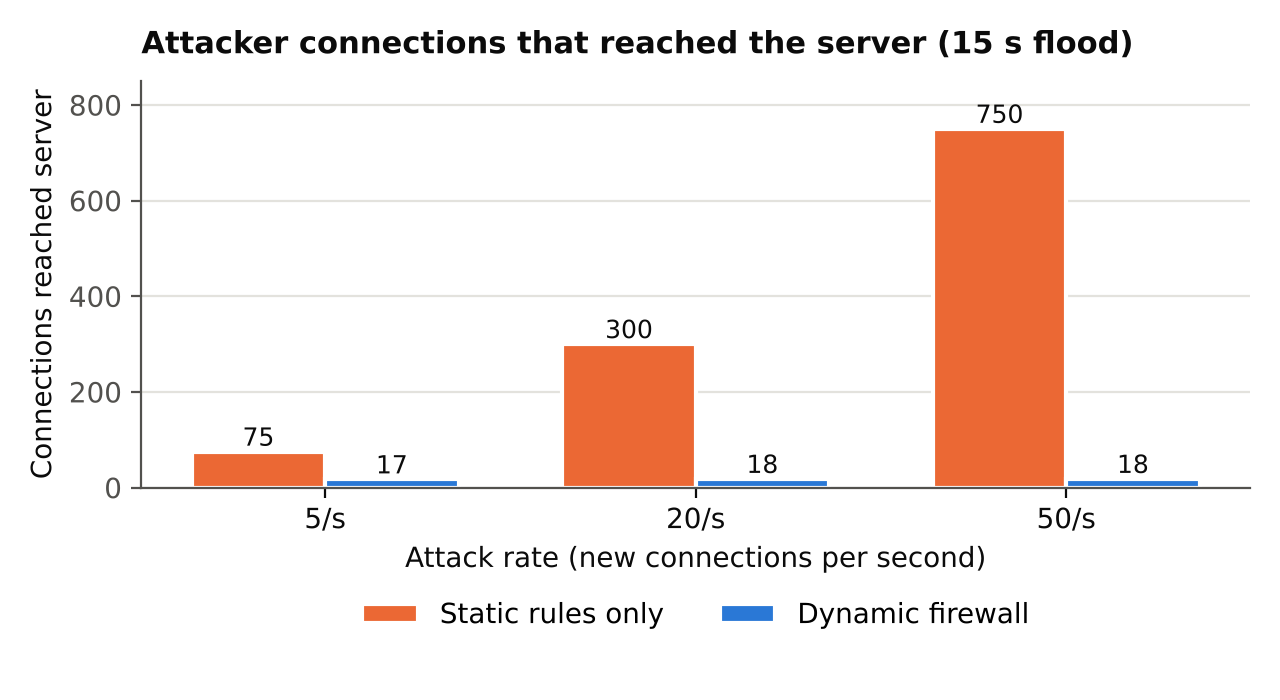 Attacker connections that reached the server (15 s flood)
Connections reached server
800
600
400
200
0
75
17
300
18
750
18
5/s
20/s
50/s
Attack rate (new connections per second)
Static rules only
Dynamic firewall